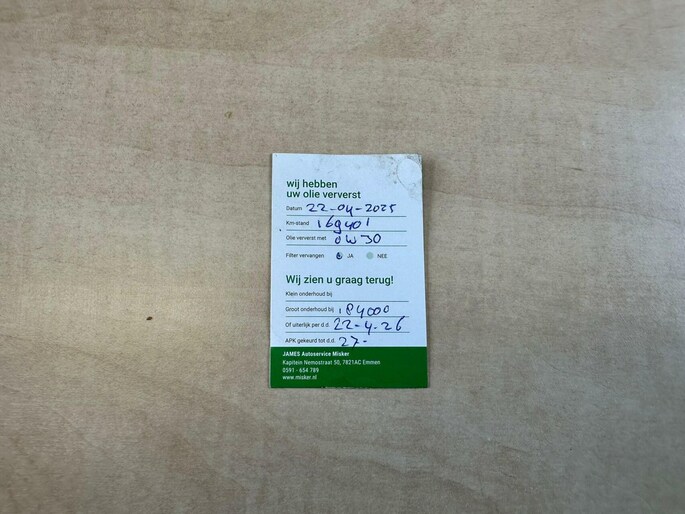 wij hebben
uw olie ververst
Datum 22-04-2025
Km-stand 169401
Olie ververst met 0W30
Filter vervangen JA NEE
Wij zien u graag terug!
Klein onderhoud bij
Groot onderhoud bij 184000
Of uiterlijk per d.d. 22-4-26
APK gekeurd tot d.d. 27-
JAMES Autoservice Misker
Kapitein Nemostraat 50, 7821AC Emmen
0591 - 654 789
www.misker.nl